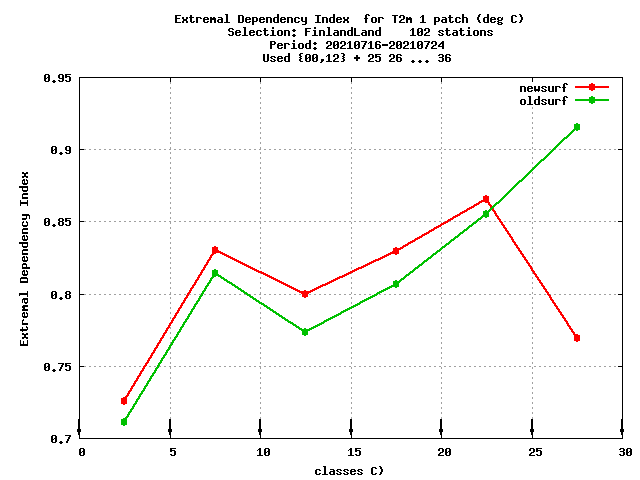 Extremal Dependency Index  for T2m 1 patch (deg C)
Selection: FinlandLand    102 stations
Period: 20210716-20210724
Used {00,12} + 25 26 ... 36
newsurf
oldsurf
0.95
0.9
0.85
0.8
0.75
0.7
Extremal Dependency Index
0 5 10 15 20 25 30
classes C)